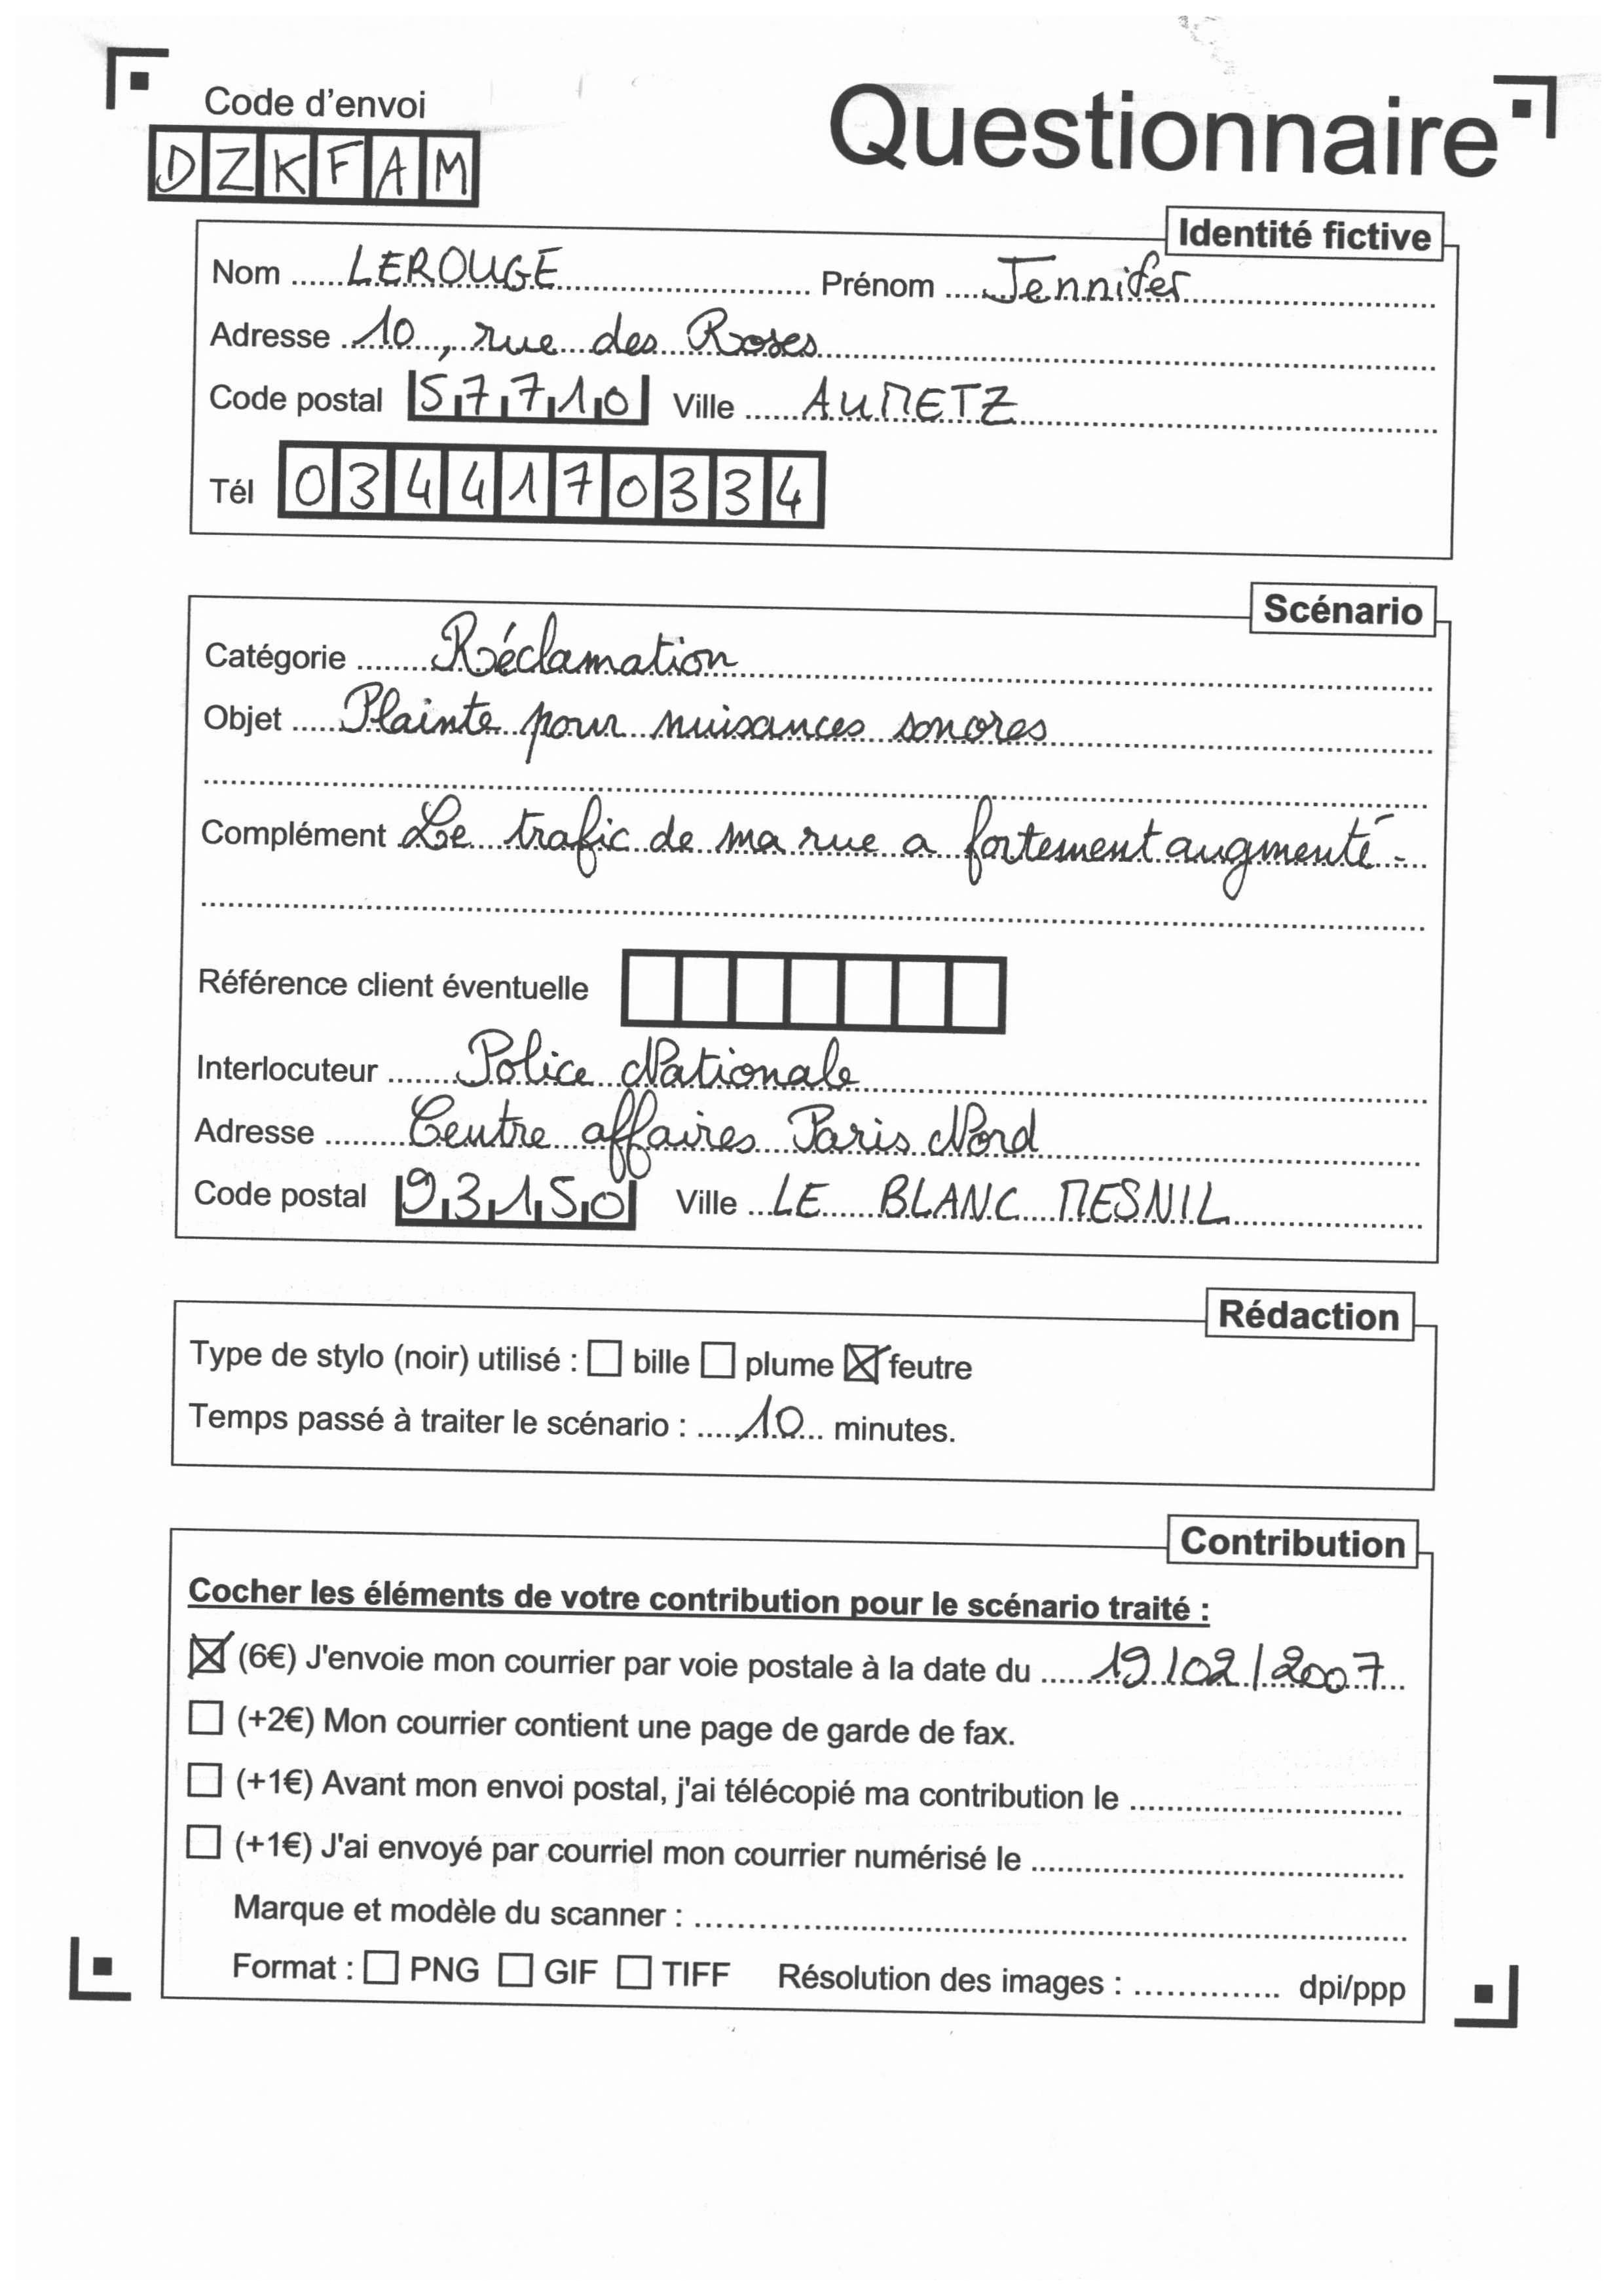 Code d'envoi
DZKFAM
Questionnaire
Identité fictive
Nom LEROUGE Prénom Jennifer
Adresse 10, rue des Roses
Code postal 57710 Ville AUMETZ
Tél 0344170334
Scénario
Catégorie Réclamation
Objet Plainte pour nuisances sonores
Complément Le trafic de ma rue a fortement augmenté.
Référence client éventuelle
Interlocuteur Police Nationale
Adresse Centre affaires Paris Nord
Code postal 93150 Ville LE BLANC MESNIL
Rédaction
Type de stylo (noir) utilisé : ☐ bille ☐ plume ☒ feutre
Temps passé à traiter le scénario : 10 minutes.
Contribution
Cocher les éléments de votre contribution pour le scénario traité :
☒ (6€) J'envoie mon courrier par voie postale à la date du 19/02/2007
☐ (+2€) Mon courrier contient une page de garde de fax.
☐ (+1€) Avant mon envoi postal, j'ai télécopié ma contribution le
☐ (+1€) J'ai envoyé par courriel mon courrier numérisé le
Marque et modèle du scanner :
Format : ☐ PNG ☐ GIF ☐ TIFF Résolution des images : dpi/ppp